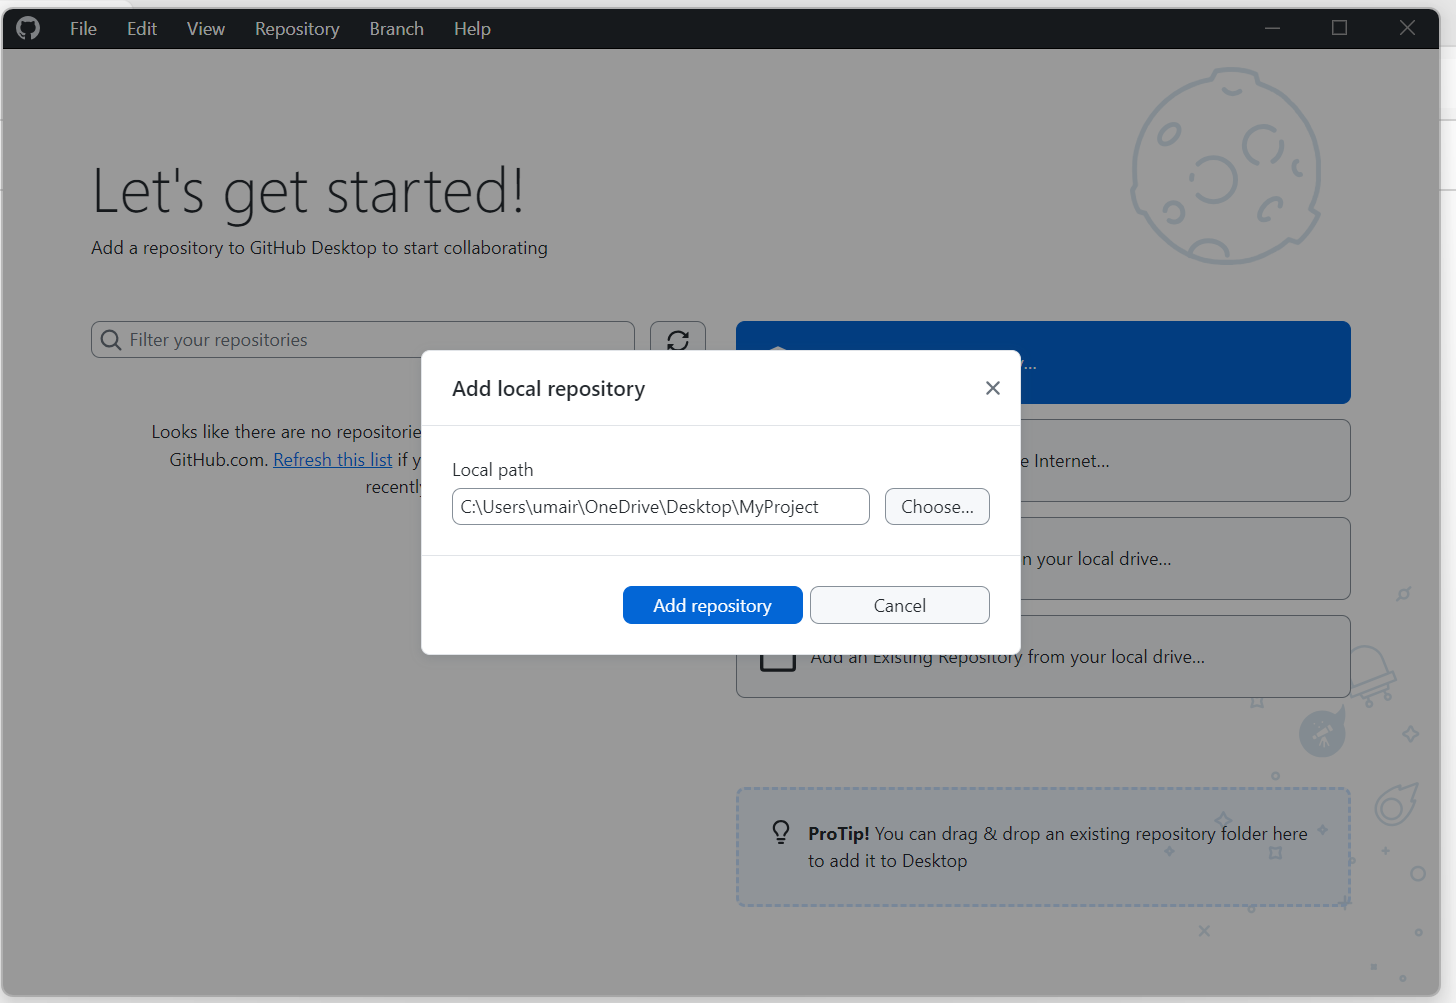 File Edit View Repository Branch Help
Let's get started!
Add a repository to GitHub Desktop to start collaborating
Filter your repositories
...
Looks like there are no repositorie
GitHub.com. Refresh this list if y
recently
Add local repository
Local path
C:\Users\umair\OneDrive\Desktop\MyProject
Choose...
Add repository
Cancel
e Internet...
n your local drive...
Add an Existing Repository from your local drive...
ProTip! You can drag & drop an existing repository folder here
to add it to Desktop